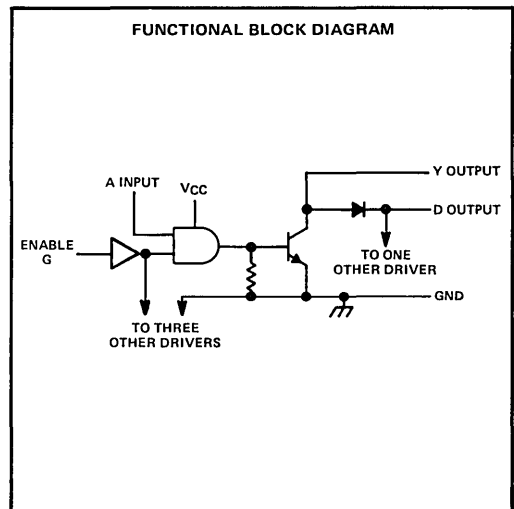 FUNCTIONAL BLOCK DIAGRAM
Y OUTPUT
A INPUT
VCC
D OUTPUT
ENABLE
G
TO ONE
OTHER DRIVER
GND
TO THREE
OTHER DRIVERS